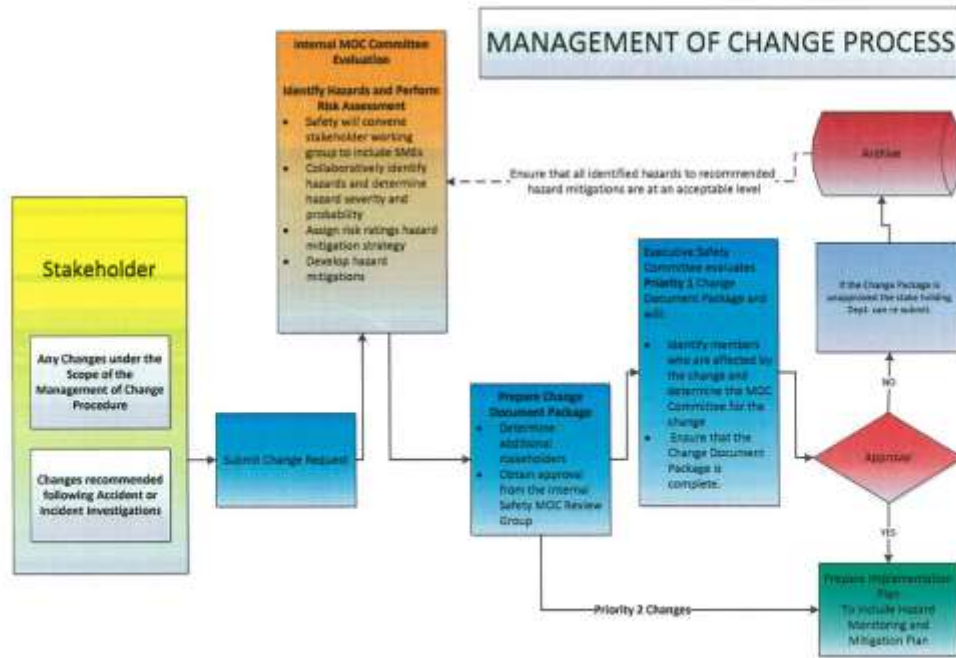 MANAGEMENT OF CHANGE PROCESS
Internal MOC Committee
Evaluation
Identify Hazards and Perform
Risk Assessment
• Safety will convene
stakeholder working
group to include SMEs
• Collaboratively identify
hazards and determine
hazard severity and
probability
• Assign risk ratings hazard
mitigation strategy
• Develop hazard
mitigations
Archive
Ensure that all identified hazards to recommended
hazard mitigations are at an acceptable level
Stakeholder
Any Changes under the
Scope of the
Management of Change
Procedure
Changes recommended
following Accident or
Incident Investigations
Submit Change Request
Prepare Change
Document Package
• Determine
additional
stakeholders
• Obtain approval
from the Internal
Safety MOC Review
Group
Executive Safety
Committee evaluates
Priority 1 Change
Document Package and
will:
• Identify members
who are affected by
the change and
determine the MOC
Committee for the
change
• Ensure that the
Change Document
Package is
complete.
If the Change Package is
unapproved the stake holding
Dept. can re submit.
NO
Approval
YES
Priority 2 Changes
Prepare Implementation
Plan
To Include Hazard
Monitoring and
Mitigation Plan